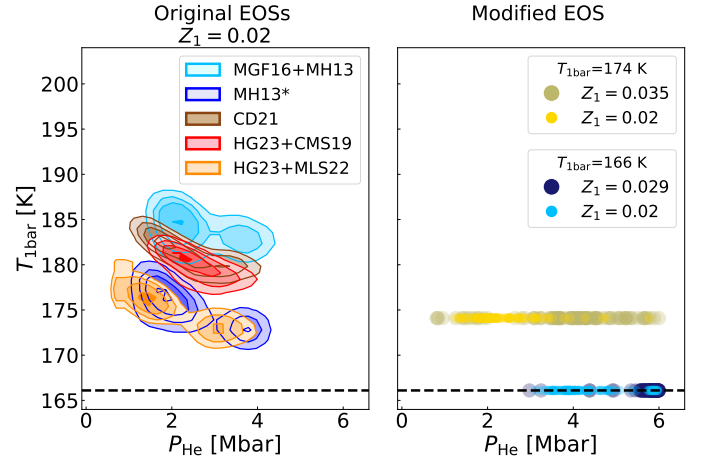 Original EOSs
Z₁ = 0.02
MGF16+MH13
MH13*
CD21
HG23+CMS19
HG23+MLS22
200
195
190
185
180
175
170
165
T₁bar [K]
0
2
4
6
P_He [Mbar]
Modified EOS
T₁bar=174 K
Z₁ = 0.035
Z₁ = 0.02
T₁bar=166 K
Z₁ = 0.029
Z₁ = 0.02
0
2
4
6
P_He [Mbar]